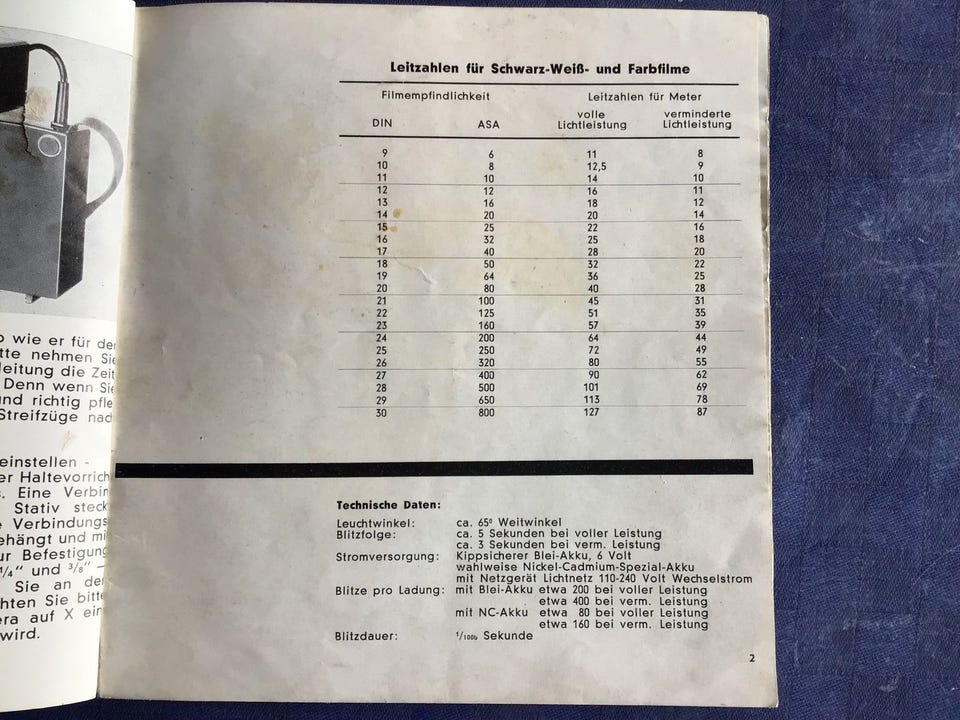 o wie er für der
tte nehmen Sie
leitung die Zeit
Denn wenn Sie
und richtig pfle
Streifzüge nad
einstellen -
er Haltevorrich
s. Eine Verbin
Stativ steck
e Verbindungs
ehängt und mi
ur Befestigung
1/4" und 3/8" -
Sie an der
chten Sie bitte
era auf X ein
wird.
Leitzahlen für Schwarz-Weiß- und Farbfilme
Filmempfindlichkeit Leitzahlen für Meter
DIN ASA volle Lichtleistung verminderte Lichtleistung
9 6 11 8
10 8 12,5 9
11 10 14 10
12 12 16 11
13 16 18 12
14 20 20 14
15 25 22 16
16 32 25 18
17 40 28 20
18 50 32 22
19 64 36 25
20 80 40 28
21 100 45 31
22 125 51 35
23 160 57 39
24 200 64 44
25 250 72 49
26 320 80 55
27 400 90 62
28 500 101 69
29 650 113 78
30 800 127 87
Technische Daten:
Leuchtwinkel: ca. 65° Weitwinkel
Blitzfolge: ca. 5 Sekunden bei voller Leistung
ca. 3 Sekunden bei verm. Leistung
Stromversorgung: Kippsicherer Blei-Akku, 6 Volt
wahlweise Nickel-Cadmium-Spezial-Akku
mit Netzgerät Lichtnetz 110-240 Volt Wechselstrom
Blitze pro Ladung: mit Blei-Akku etwa 200 bei voller Leistung
etwa 400 bei verm. Leistung
mit NC-Akku etwa 80 bei voller Leistung
etwa 160 bei verm. Leistung
Blitzdauer: 1/1000 Sekunde
2